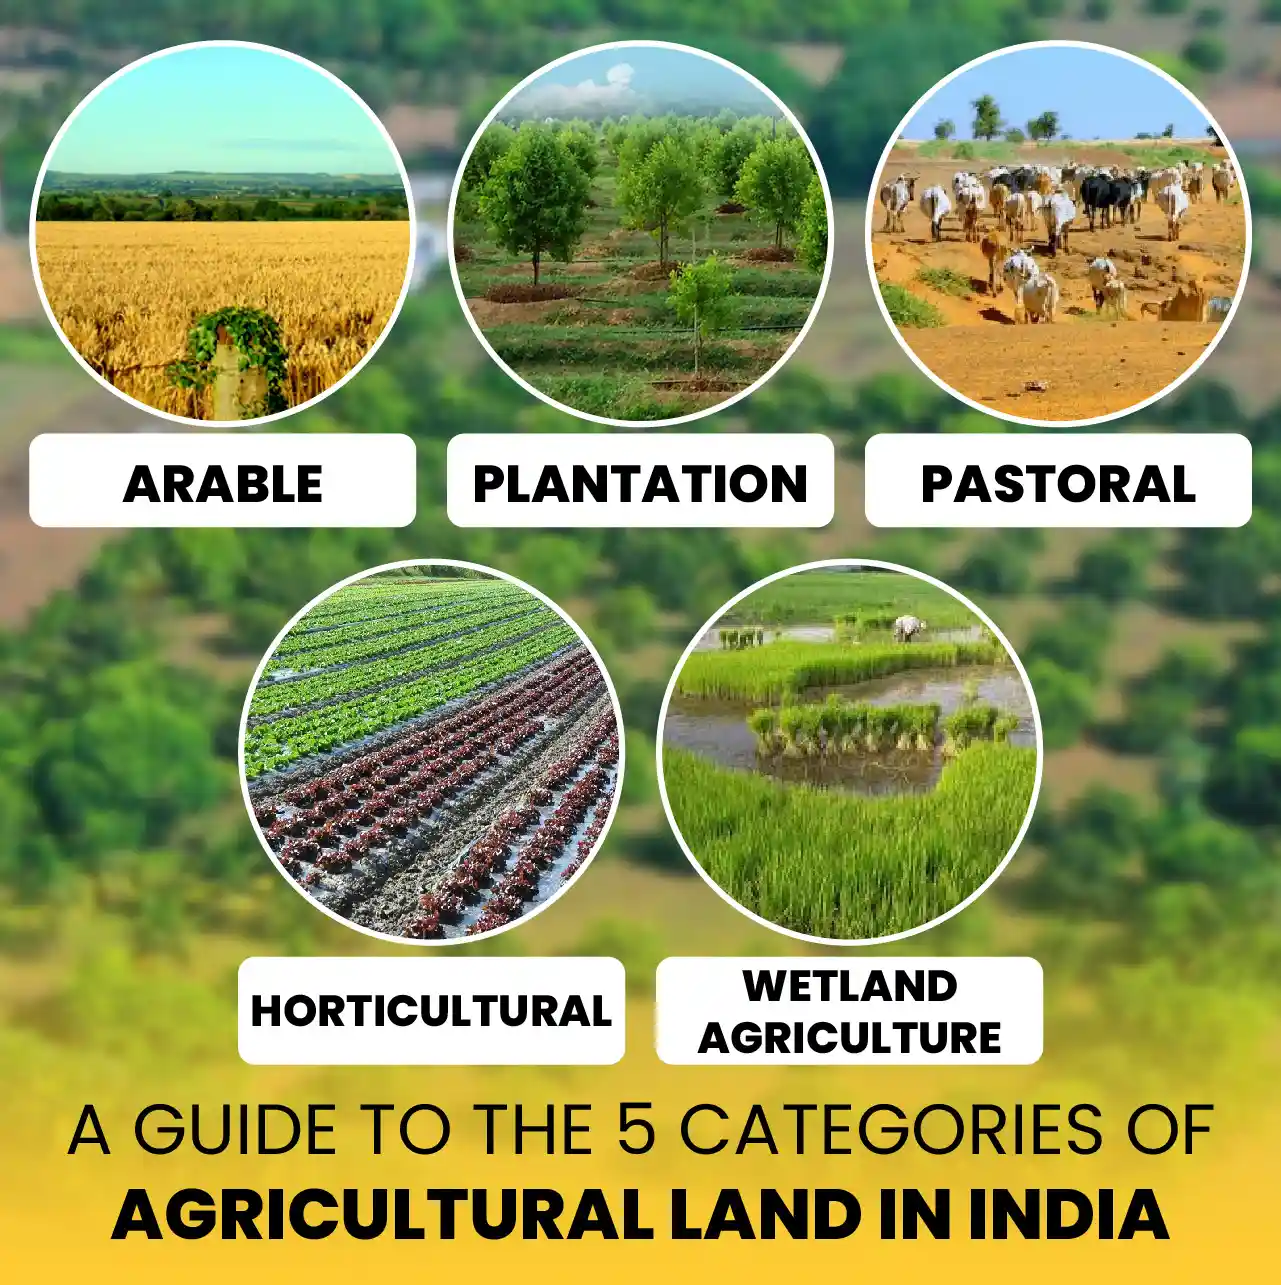 ARABLE
PLANTATION
PASTORAL
HORTICULTURAL
WETLAND
AGRICULTURE
A GUIDE TO THE 5 CATEGORIES OF
AGRICULTURAL LAND IN INDIA